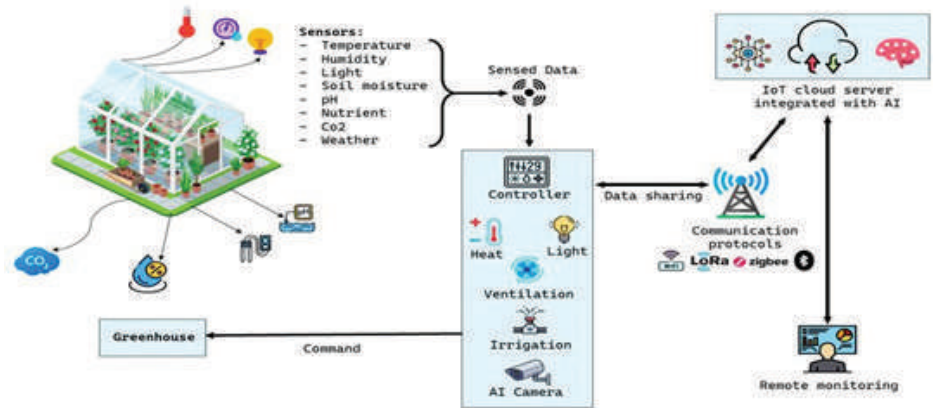 Sensors:
- Temperature
- Humidity
- Light
- Soil moisture
- pH
- Nutrient
- Co2
- Weather
Sensed Data
IoT cloud server
integrated with AI
Controller
Data sharing
Communication
protocols
WiFi LoRa zigbee
Heat
Light
Ventilation
Irrigation
AI Camera
CO₂
Greenhouse
Command
Remote monitoring